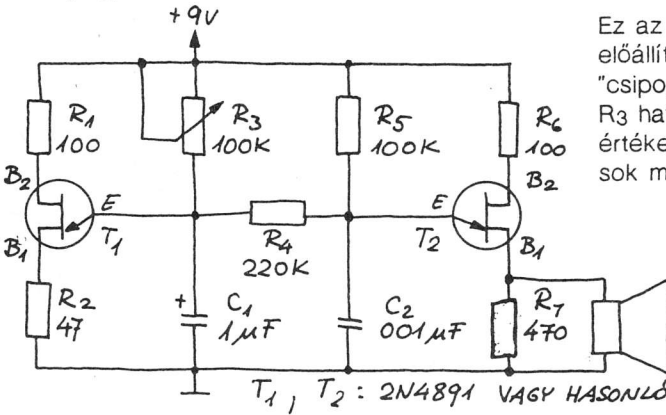 +9V
Ez az
előállít
"csipo
R3 ha
értéke
sok m
R1
100
R3
100K
R5
100K
R6
100
B2
E
T1
B1
R4
220K
B2
E
T2
B1
R2
47
+
C1
1µF
C2
001µF
R7
470
T1, T2: 2N4891 VAGY HASONLÓ